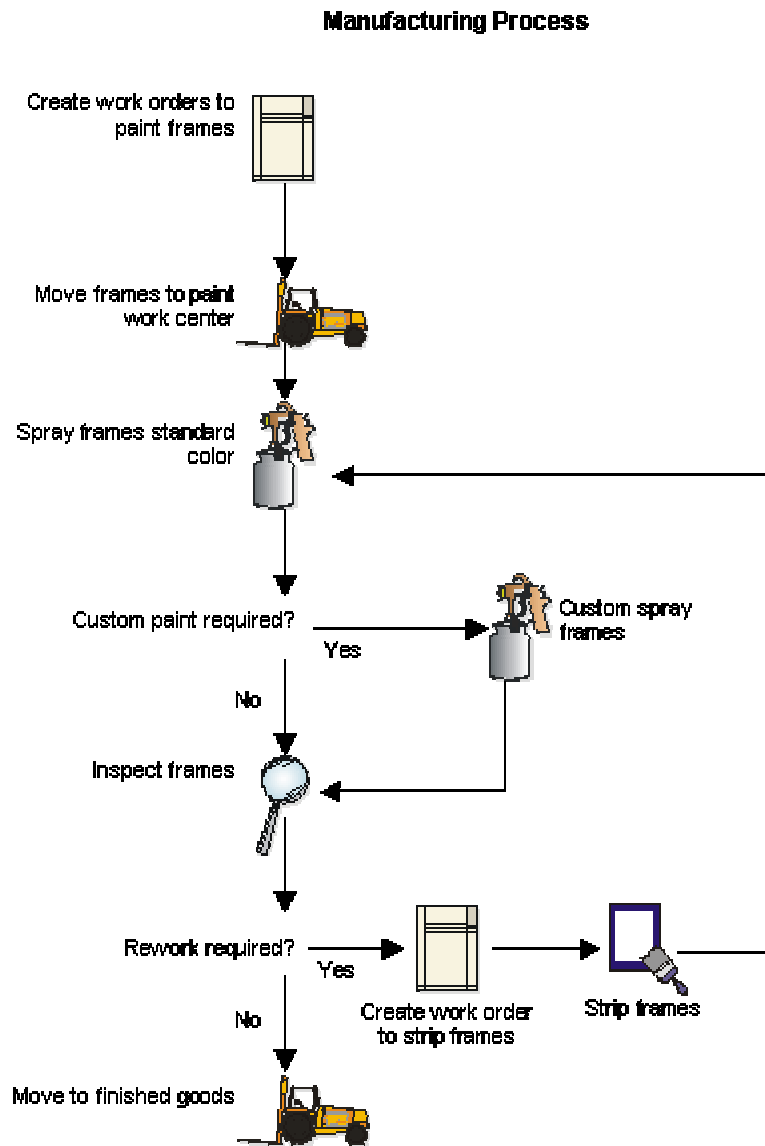 Manufacturing Process
Create work orders to
paint frames
Move frames to paint
work center
Spray frames standard
color
Custom paint required?
Yes
Custom spray
frames
No
Inspect frames
Rework required?
Yes
Create work order
to strip frames
Strip frames
No
Move to finished goods